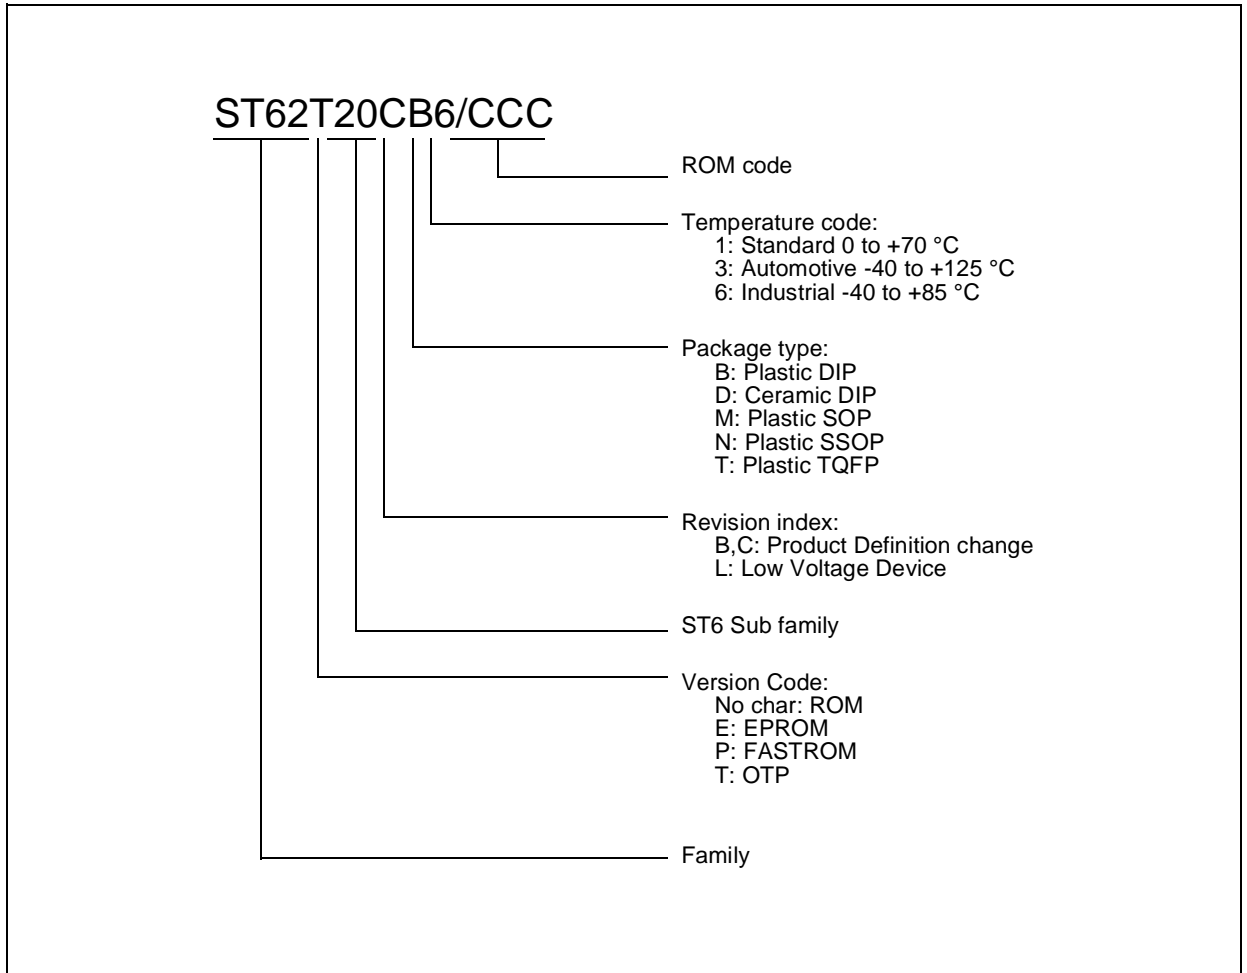 ST62T20CB6/CCC
ROM code
Temperature code:
1: Standard 0 to +70 °C
3: Automotive -40 to +125 °C
6: Industrial -40 to +85 °C
Package type:
B: Plastic DIP
D: Ceramic DIP
M: Plastic SOP
N: Plastic SSOP
T: Plastic TQFP
Revision index:
B,C: Product Definition change
L: Low Voltage Device
ST6 Sub family
Version Code:
No char: ROM
E: EPROM
P: FASTROM
T: OTP
Family